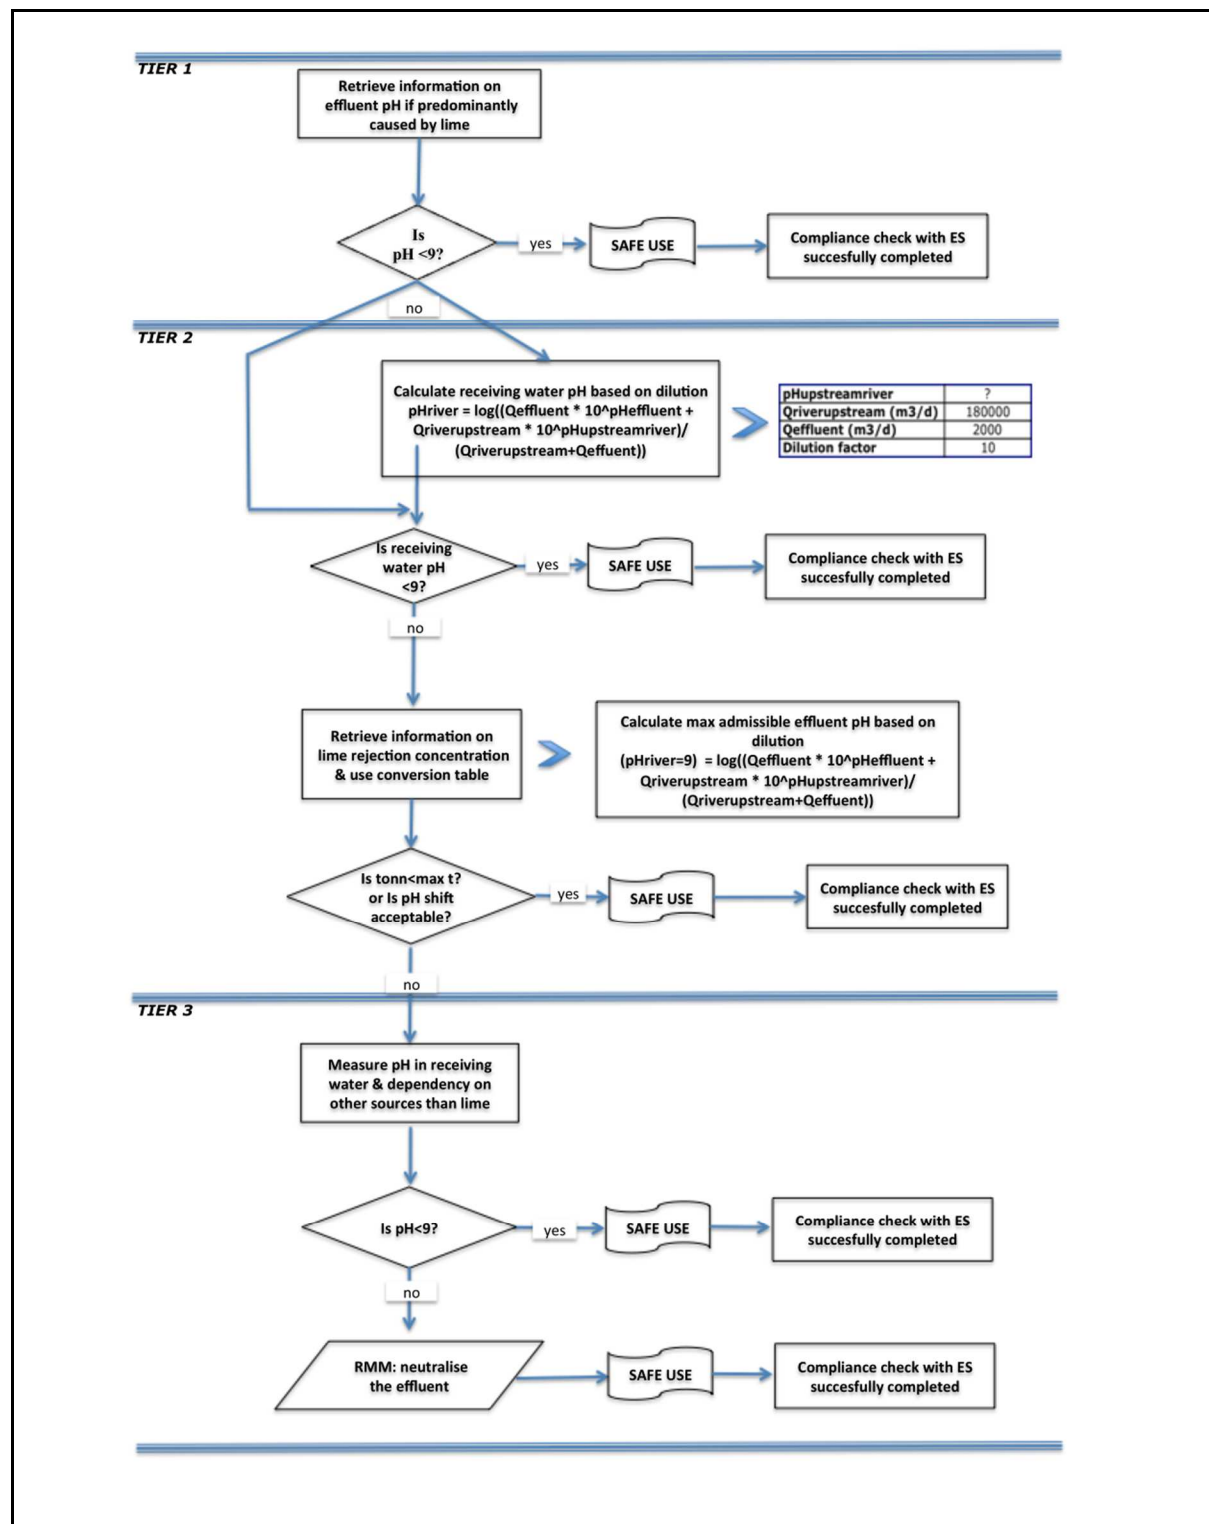 TIER 1
Retrieve information on
effluent pH if predominantly
caused by lime
Is
pH <9?
yes
SAFE USE
Compliance check with ES
succesfully completed
no
TIER 2
Calculate receiving water pH based on dilution
pHriver = log((Qeffluent * 10^pHeffluent +
Qriverupstream * 10^pHupstreamriver)/
(Qriverupstream+Qeffuent))
pHupstreamriver ?
Qriverupstream (m3/d) 180000
Qeffluent (m3/d) 2000
Dilution factor 10
Is receiving
water pH
<9?
yes
SAFE USE
Compliance check with ES
succesfully completed
no
Retrieve information on
lime rejection concentration
& use conversion table
Calculate max admissible effluent pH based on
dilution
(pHriver=9) = log((Qeffluent * 10^pHeffluent +
Qriverupstream * 10^pHupstreamriver)/
(Qriverupstream+Qeffuent))
Is tonn<max t?
or Is pH shift
acceptable?
yes
SAFE USE
Compliance check with ES
succesfully completed
no
TIER 3
Measure pH in receiving
water & dependency on
other sources than lime
Is pH<9?
yes
SAFE USE
Compliance check with ES
succesfully completed
no
RMM: neutralise
the effluent
SAFE USE
Compliance check with ES
succesfully completed